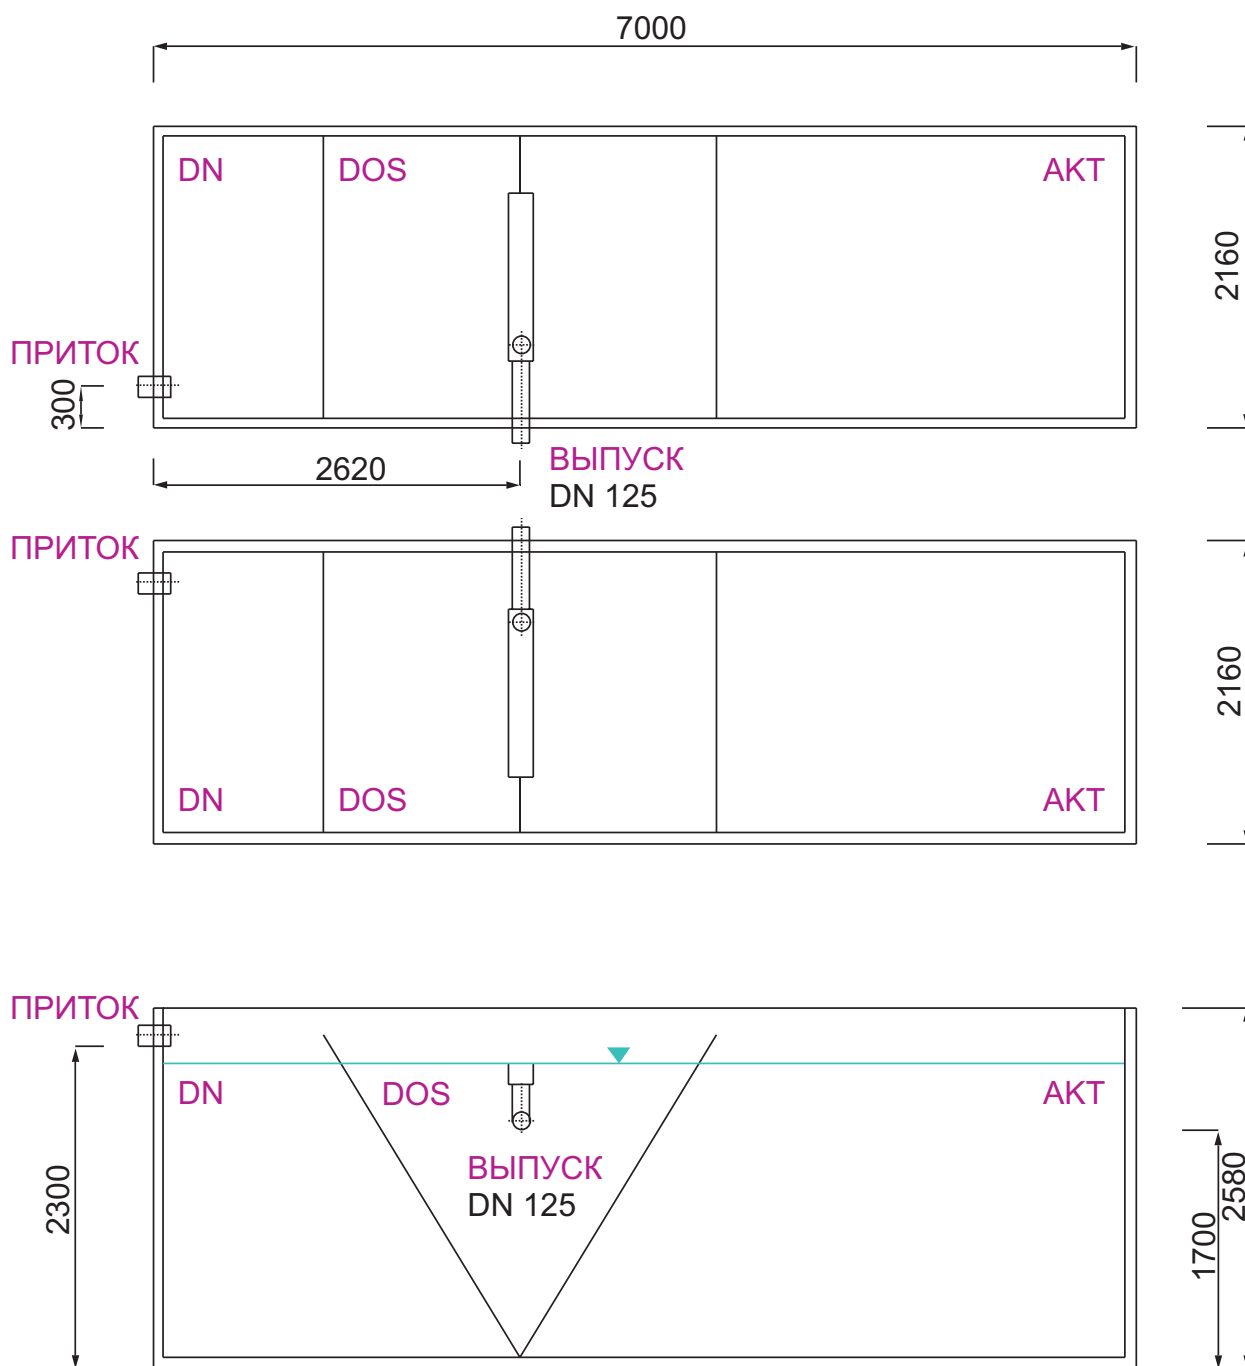 7000
DN
DOS
AKT
2160
ПРИТОК
300
2620
ВЫПУСК
DN 125
ПРИТОК
2160
DN
DOS
AKT
ПРИТОК
DN
DOS
AKT
ВЫПУСК
DN 125
2300
1700
2580